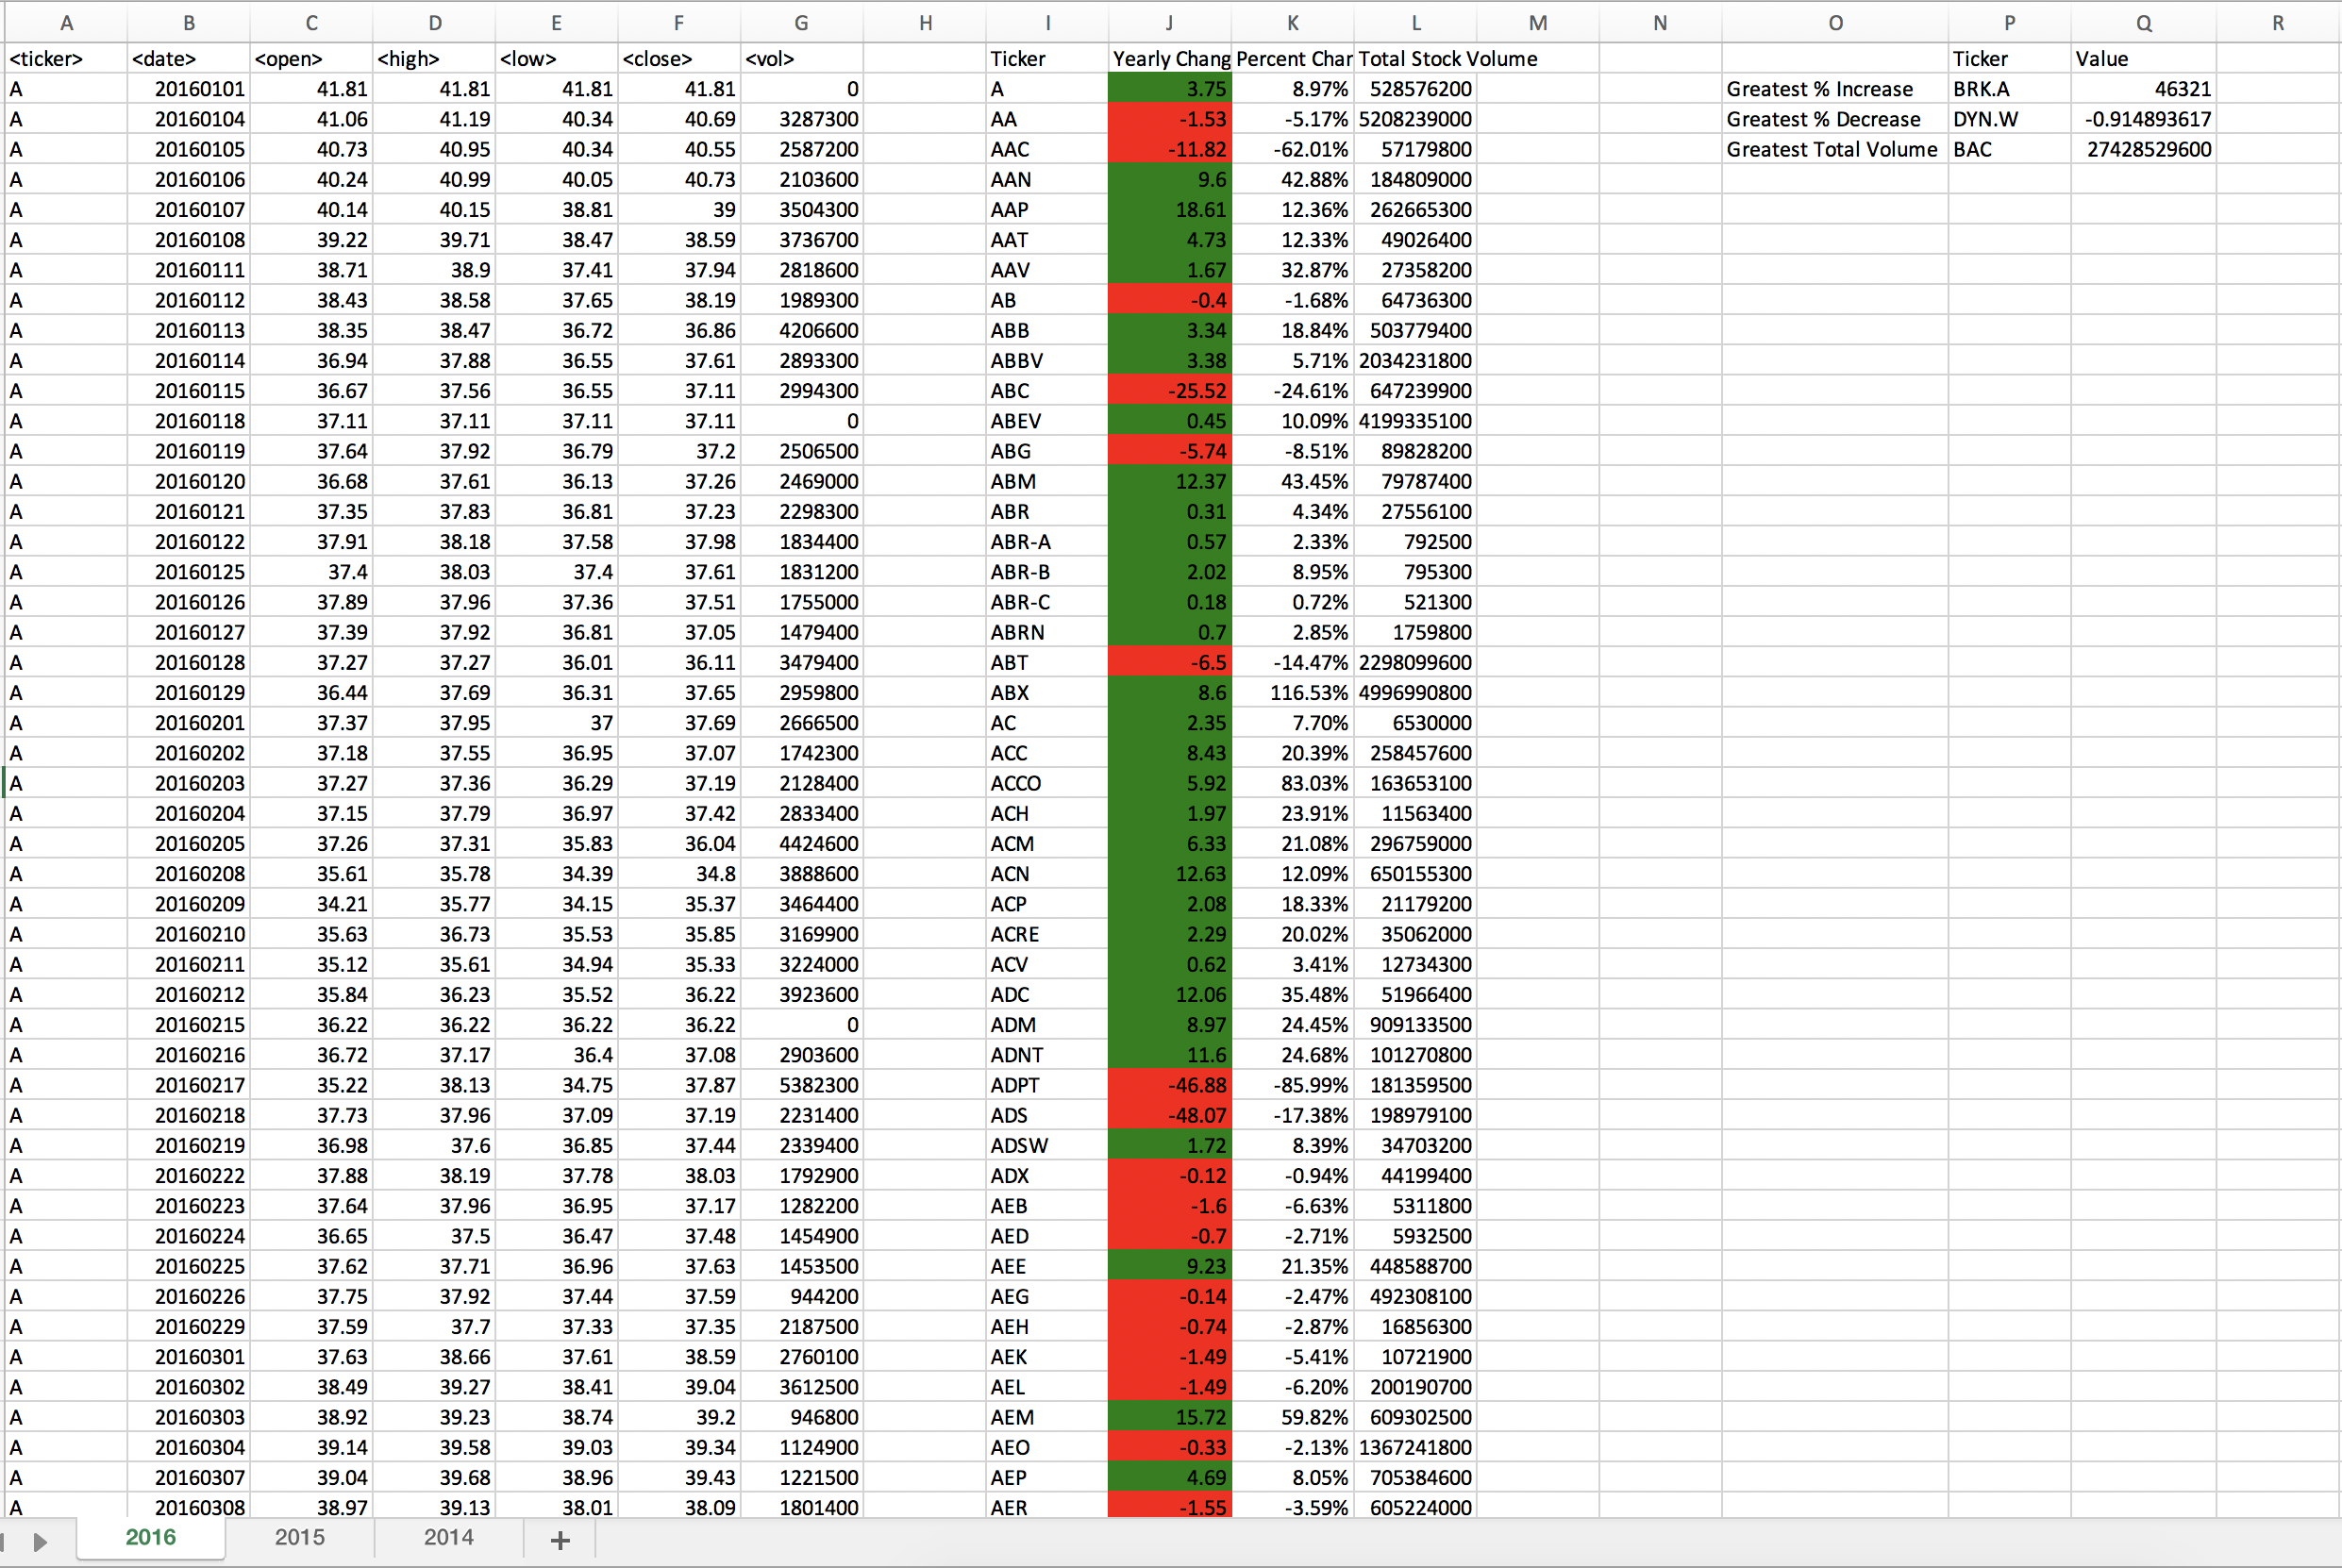 A B C D E F G H I J K L M N O P Q R
<ticker> <date> <open> <high> <low> <close> <vol> Ticker Yearly Chang Percent Char Total Stock Volume Ticker Value
A 20160101 41.81 41.81 41.81 41.81 0 A 3.75 8.97% 528576200 Greatest % Increase BRK.A 46321
A 20160104 41.06 41.19 40.34 40.69 3287300 AA -1.53 -5.17% 5208239000 Greatest % Decrease DYN.W -0.914893617
A 20160105 40.73 40.95 40.34 40.55 2587200 AAC -11.82 -62.01% 57179800 Greatest Total Volume BAC 27428529600
A 20160106 40.24 40.99 40.05 40.73 2103600 AAN 9.6 42.88% 184809000
A 20160107 40.14 40.15 38.81 39 3504300 AAP 18.61 12.36% 262665300
A 20160108 39.22 39.71 38.47 38.59 3736700 AAT 4.73 12.33% 49026400
A 20160111 38.71 38.9 37.41 37.94 2818600 AAV 1.67 32.87% 27358200
A 20160112 38.43 38.58 37.65 38.19 1989300 AB -0.4 -1.68% 64736300
A 20160113 38.35 38.47 36.72 36.86 4206600 ABB 3.34 18.84% 503779400
A 20160114 36.94 37.88 36.55 37.61 2893300 ABBV 3.38 5.71% 2034231800
A 20160115 36.67 37.56 36.55 37.11 2994300 ABC -25.52 -24.61% 647239900
A 20160118 37.11 37.11 37.11 37.11 0 ABEV 0.45 10.09% 4199335100
A 20160119 37.64 37.92 36.79 37.2 2506500 ABG -5.74 -8.51% 89828200
A 20160120 36.68 37.61 36.13 37.26 2469000 ABM 12.37 43.45% 79787400
A 20160121 37.35 37.83 36.81 37.23 2298300 ABR 0.31 4.34% 27556100
A 20160122 37.91 38.18 37.58 37.98 1834400 ABR-A 0.57 2.33% 792500
A 20160125 37.4 38.03 37.4 37.61 1831200 ABR-B 2.02 8.95% 795300
A 20160126 37.89 37.96 37.36 37.51 1755000 ABR-C 0.18 0.72% 521300
A 20160127 37.39 37.92 36.81 37.05 1479400 ABRN 0.7 2.85% 1759800
A 20160128 37.27 37.27 36.01 36.11 3479400 ABT -6.5 -14.47% 2298099600
A 20160129 36.44 37.69 36.31 37.65 2959800 ABX 8.6 116.53% 4996990800
A 20160201 37.37 37.95 37 37.69 2666500 AC 2.35 7.70% 6530000
A 20160202 37.18 37.55 36.95 37.07 1742300 ACC 8.43 20.39% 258457600
A 20160203 37.27 37.36 36.29 37.19 2128400 ACCO 5.92 83.03% 163653100
A 20160204 37.15 37.79 36.97 37.42 2833400 ACH 1.97 23.91% 11563400
A 20160205 37.26 37.31 35.83 36.04 4424600 ACM 6.33 21.08% 296759000
A 20160208 35.61 35.78 34.39 34.8 3888600 ACN 12.63 12.09% 650155300
A 20160209 34.21 35.77 34.15 35.37 3464400 ACP 2.08 18.33% 21179200
A 20160210 35.63 36.73 35.53 35.85 3169900 ACRE 2.29 20.02% 35062000
A 20160211 35.12 35.61 34.94 35.33 3224000 ACV 0.62 3.41% 12734300
A 20160212 35.84 36.23 35.52 36.22 3923600 ADC 12.06 35.48% 51966400
A 20160215 36.22 36.22 36.22 36.22 0 ADM 8.97 24.45% 909133500
A 20160216 36.72 37.17 36.4 37.08 2903600 ADNT 11.6 24.68% 101270800
A 20160217 35.22 38.13 34.75 37.87 5382300 ADPT -46.88 -85.99% 181359500
A 20160218 37.73 37.96 37.09 37.19 2231400 ADS -48.07 -17.38% 198979100
A 20160219 36.98 37.6 36.85 37.44 2339400 ADSW 1.72 8.39% 34703200
A 20160222 37.88 38.19 37.78 38.03 1792900 ADX -0.12 -0.94% 44199400
A 20160223 37.64 37.96 36.95 37.17 1282200 AEB -1.6 -6.63% 5311800
A 20160224 36.65 37.5 36.47 37.48 1454900 AED -0.7 -2.71% 5932500
A 20160225 37.62 37.71 36.96 37.63 1453500 AEE 9.23 21.35% 448588700
A 20160226 37.75 37.92 37.44 37.59 944200 AEG -0.14 -2.47% 492308100
A 20160229 37.59 37.7 37.33 37.35 2187500 AEH -0.74 -2.87% 16856300
A 20160301 37.63 38.66 37.61 38.59 2760100 AEK -1.49 -5.41% 10721900
A 20160302 38.49 39.27 38.41 39.04 3612500 AEL -1.49 -6.20% 200190700
A 20160303 38.92 39.23 38.74 39.2 946800 AEM 15.72 59.82% 609302500
A 20160304 39.14 39.58 39.03 39.34 1124900 AEO -0.33 -2.13% 1367241800
A 20160307 39.04 39.68 38.96 39.43 1221500 AEP 4.69 8.05% 705384600
A 20160308 38.97 39.13 38.01 38.09 1801400 AER -1.55 -3.59% 605224000
2016 2015 2014 +